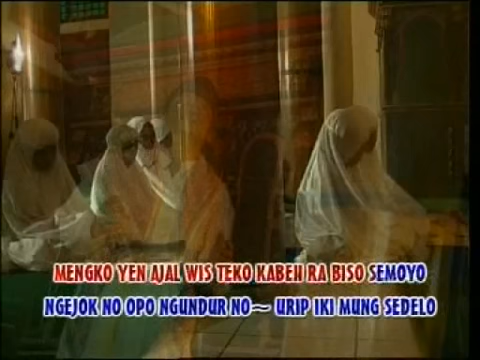 MENGKO YEN AJAL WIS TEKO KABEH RA BISO SEMOYO
NGEJOK NO OPO NGUNDUR NO~ URIP IKI MUNG SEDELO